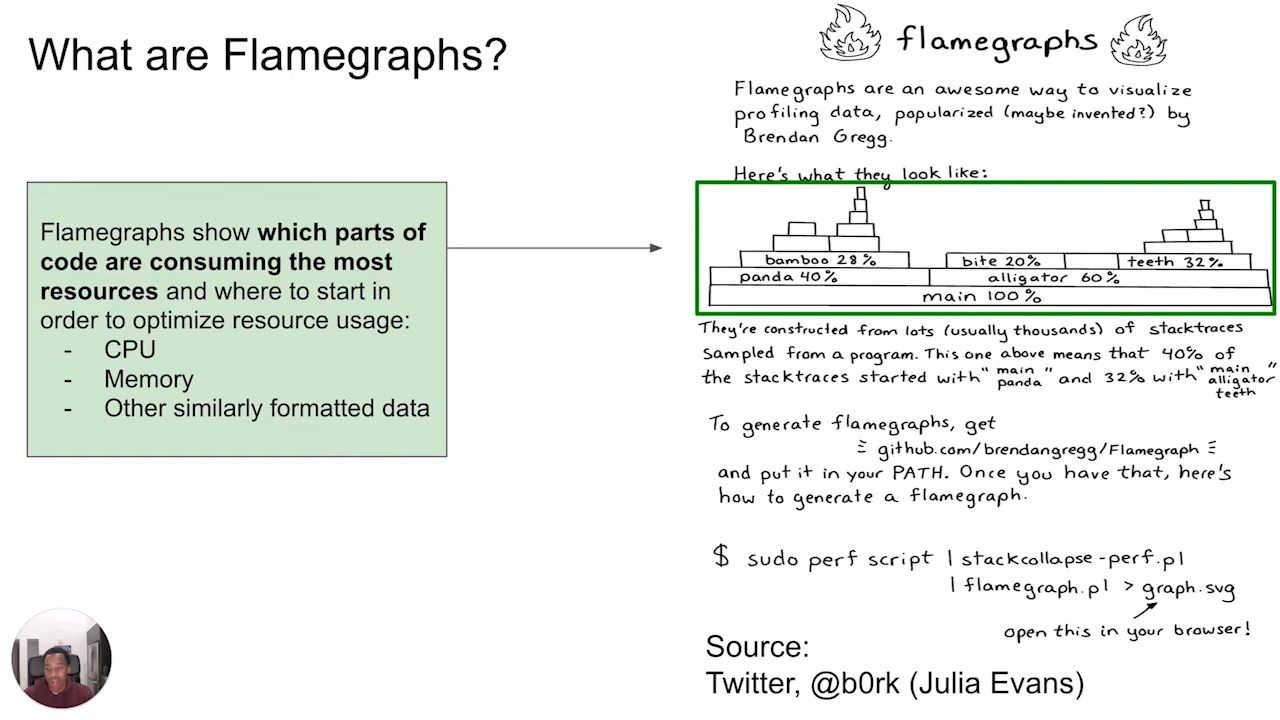 What are Flamegraphs?
Flamegraphs show which parts of
code are consuming the most
resources and where to start in
order to optimize resource usage:
- CPU
- Memory
- Other similarly formatted data
flamegraphs
Flamegraphs are an awesome way to visualize
profiling data, popularized (maybe invented?) by
Brendan Gregg.
Here's what they look like:
bamboo 28%
bite 20%
teeth 32%
panda 40%
alligator 60%
main 100%
They're constructed from lots (usually thousands) of stacktraces
sampled from a program. This one above means that 40% of
the stacktraces started with "main panda" and 32% with "main alligator teeth"
To generate flamegraphs, get
github.com/brendangregg/Flamegraph
and put it in your PATH. Once you have that, here's
how to generate a flamegraph.
$ sudo perf script | stackcollapse-perf.pl
| flamegraph.pl > graph.svg
open this in your browser!
Source:
Twitter, @b0rk (Julia Evans)